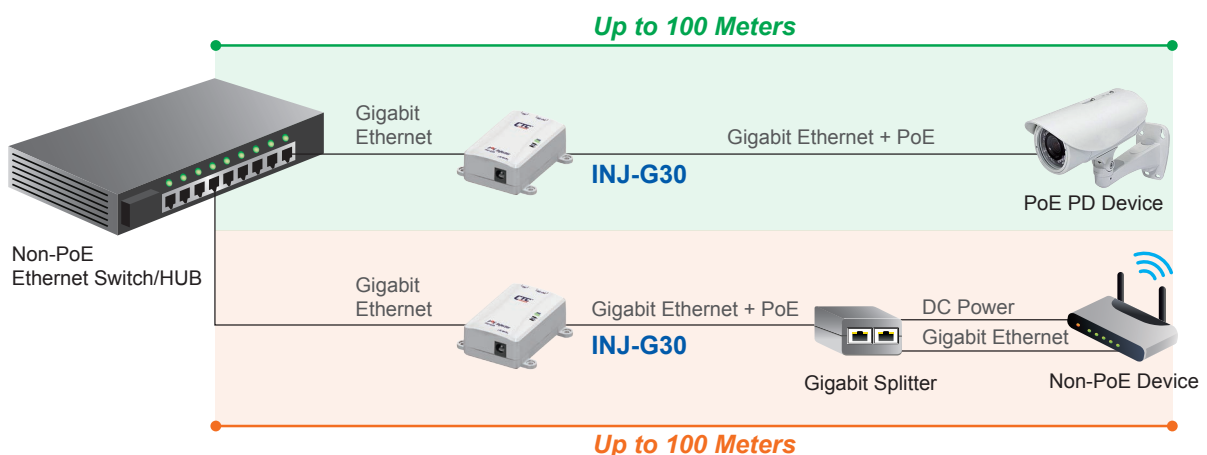 Up to 100 Meters
Gigabit
Ethernet
CTC
INJ-G30
Gigabit Ethernet + PoE
PoE PD Device
Non-PoE
Ethernet Switch/HUB
Gigabit
Ethernet
CTC
INJ-G30
Gigabit Ethernet + PoE
DC Power
Gigabit Ethernet
Gigabit Splitter
Non-PoE Device
Up to 100 Meters